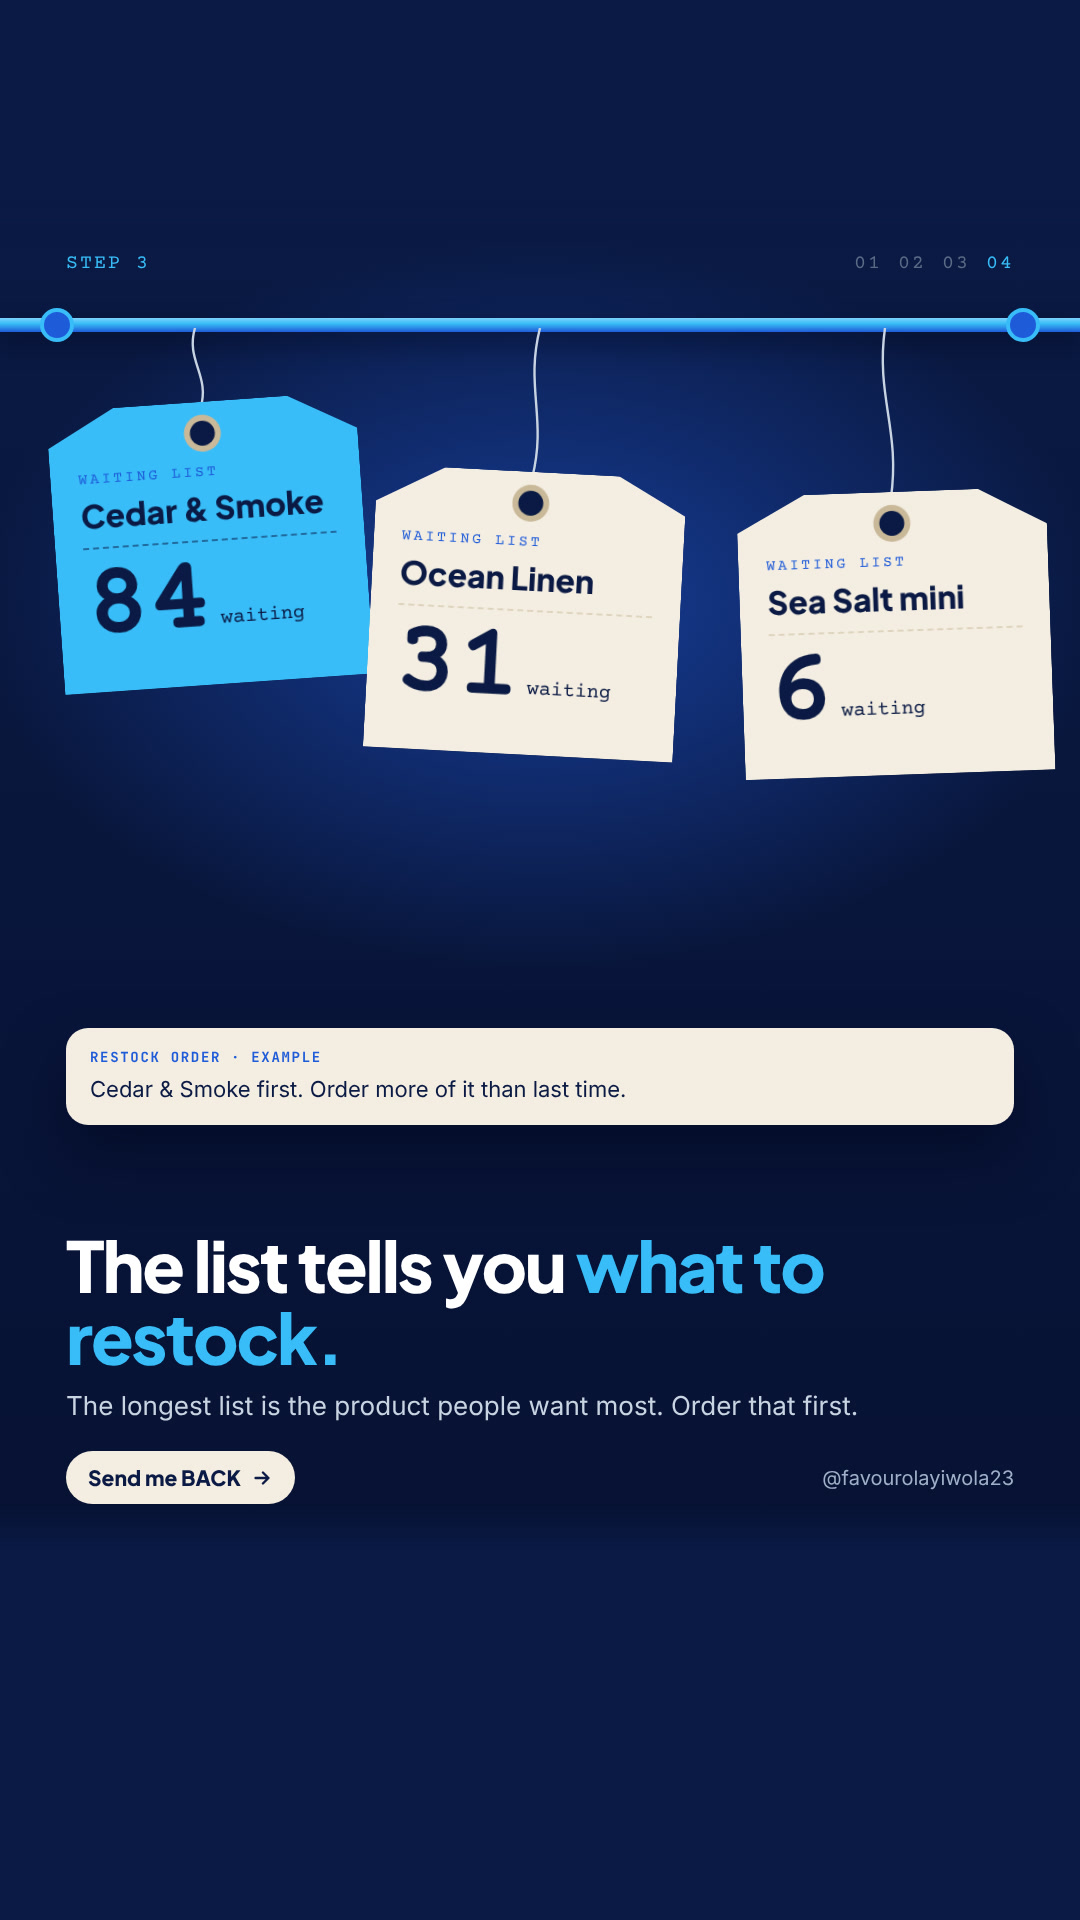 STEP 3
01 02 03 04
WAITING LIST
Cedar & Smoke
84 waiting
WAITING LIST
Ocean Linen
31 waiting
WAITING LIST
Sea Salt mini
6 waiting
RESTOCK ORDER · EXAMPLE
Cedar & Smoke first. Order more of it than last time.
The list tells you what to
restock.
The longest list is the product people want most. Order that first.
Send me BACK →
@favourolayiwola23